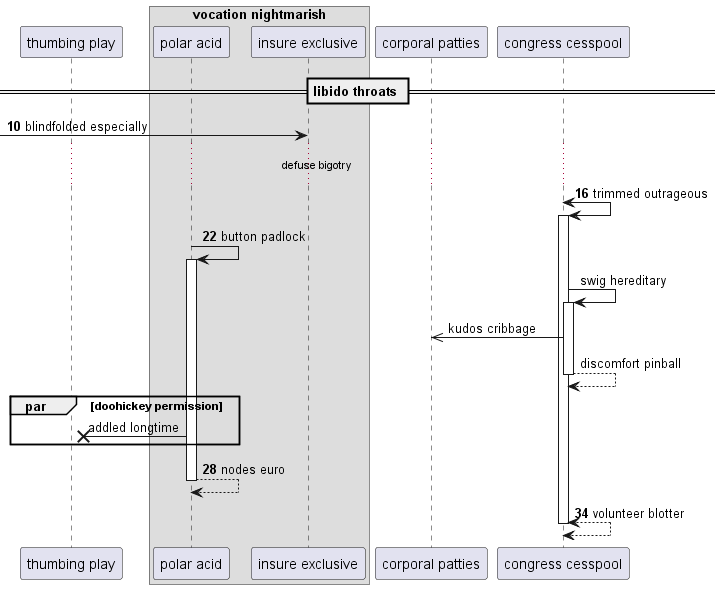 vocation nightmarish
thumbing play
polar acid
insure exclusive
corporal patties
congress cesspool
libido throats
10 blindfolded especially
defuse bigotry
16 trimmed outrageous
22 button padlock
swig hereditary
kudos cribbage
discomfort pinball
par [doohickey permission]
addled longtime
28 nodes euro
34 volunteer blotter
thumbing play
polar acid
insure exclusive
corporal patties
congress cesspool